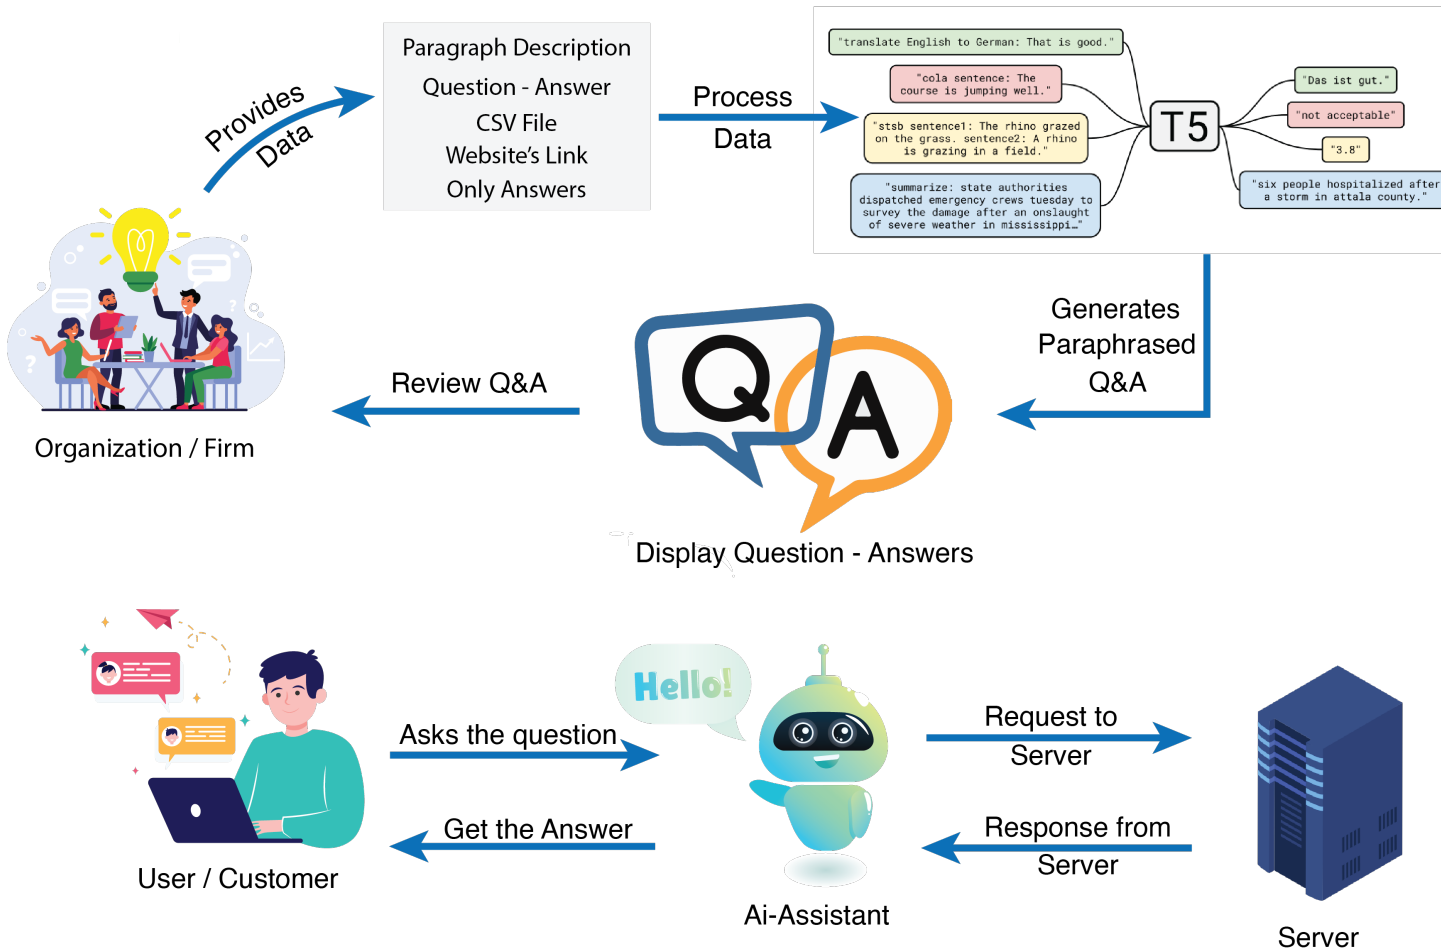 Provides
Data
Paragraph Description
Question - Answer
CSV File
Website's Link
Only Answers
Process
Data
"translate English to German: That is good."
"cola sentence: The
course is jumping well."
"stsb sentence1: The rhino grazed
on the grass. sentence2: A rhino
is grazing in a field."
"summarize: state authorities
dispatched emergency crews tuesday to
survey the damage after an onslaught
of severe weather in mississippi…"
T5
"Das ist gut."
"not acceptable"
"3.8"
"six people hospitalized after
a storm in attala county."
Generates
Paraphrased
Q&A
Q
A
Display Question - Answers
Review Q&A
?
?
Organization / Firm
User / Customer
Asks the question
Get the Answer
Hello!
Ai-Assistant
Request to
Server
Response from
Server
Server